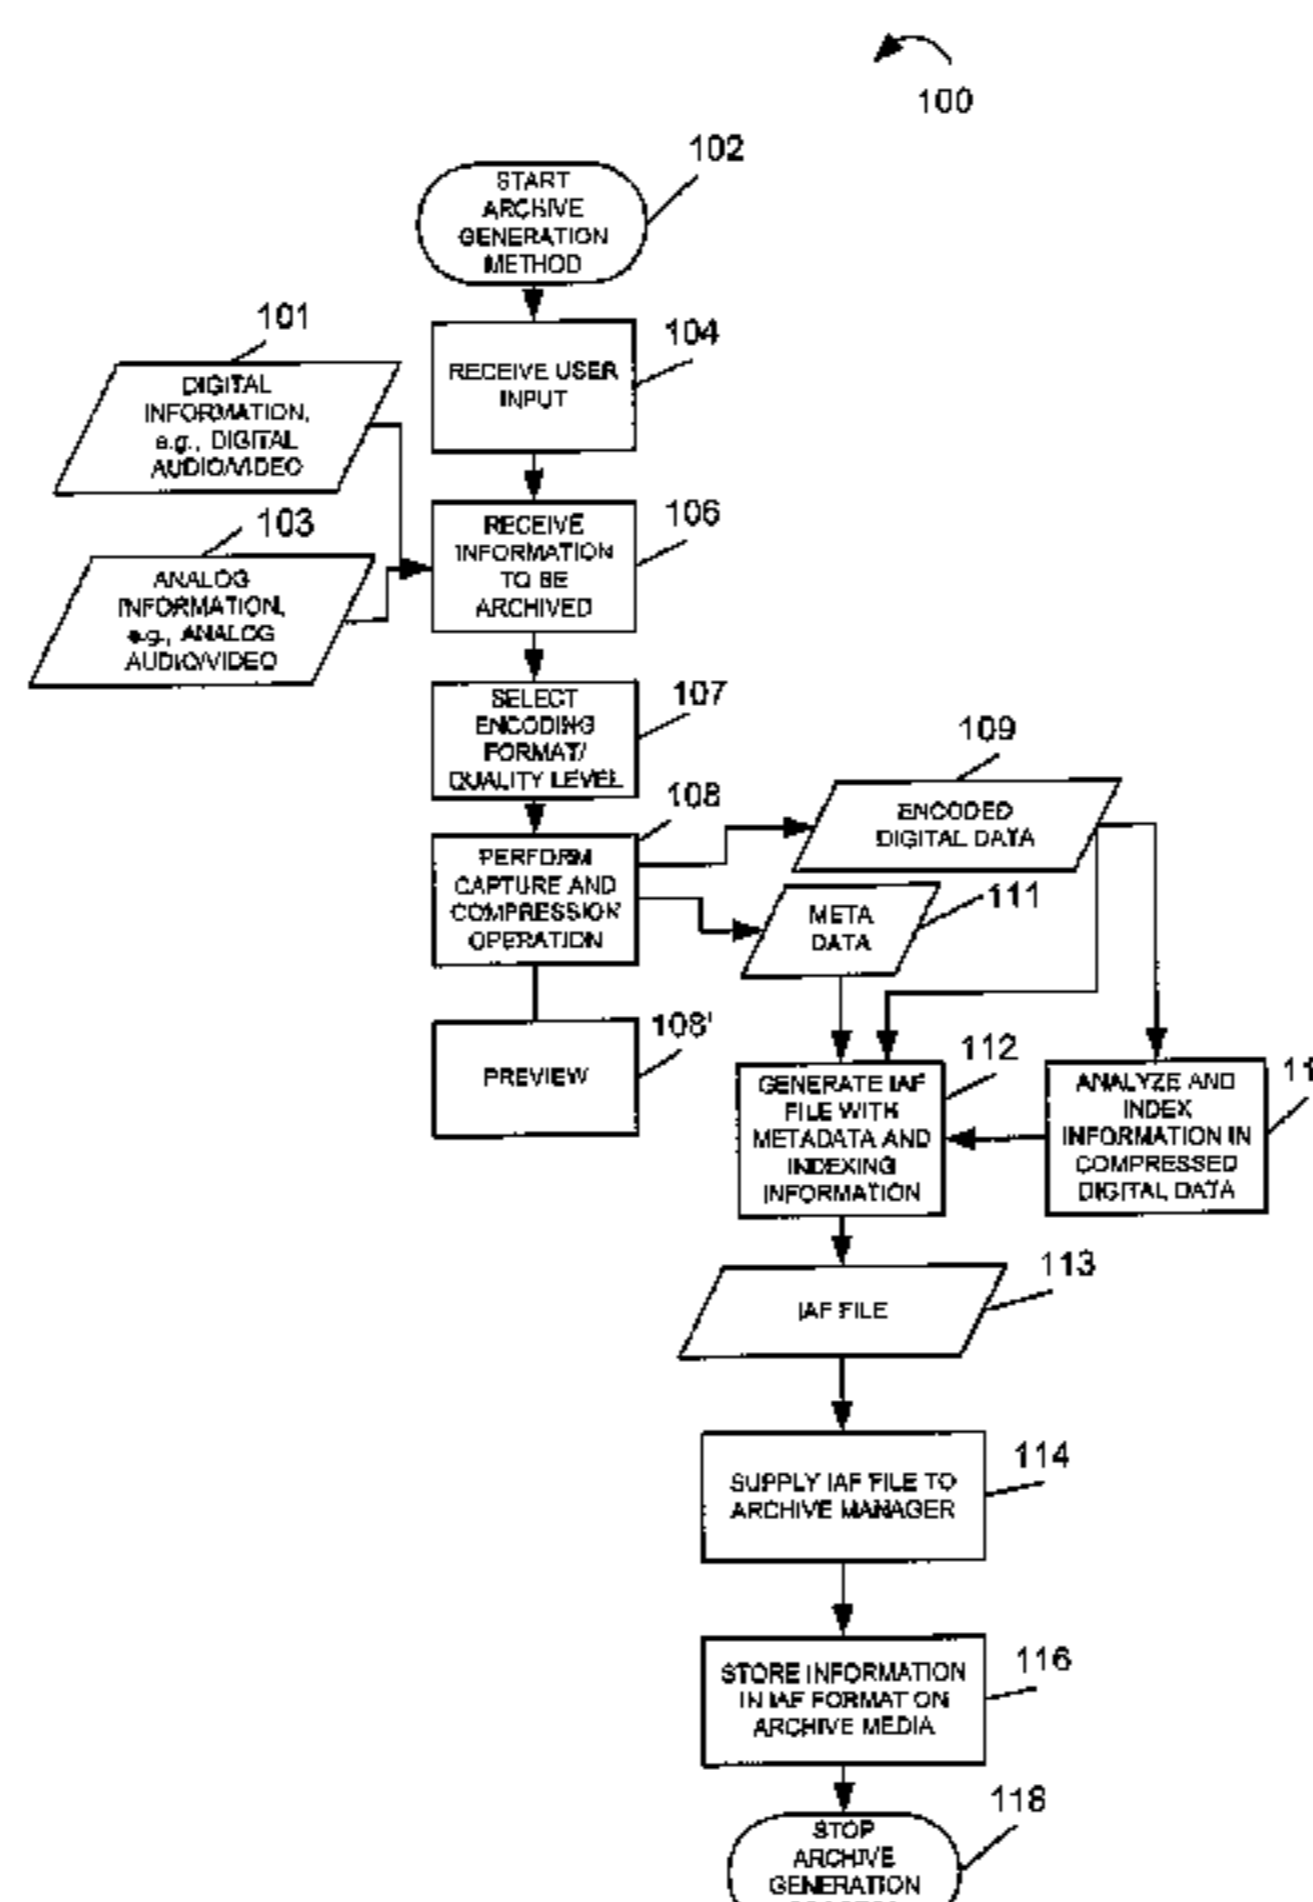 100
102
START
ARCHIVE
GENERATION
METHOD
101
104
DIGITAL
INFORMATION,
e.g., DIGITAL
AUDIO/VIDEO
RECEIVE USER
INPUT
103
106
ANALOG
INFORMATION,
e.g., ANALOG
AUDIO/VIDEO
RECEIVE
INFORMATION
TO BE
ARCHIVED
107
SELECT
ENCODING
FORMAT/
QUALITY LEVEL
108
109
PERFORM
CAPTURE AND
COMPRESSION
OPERATION
ENCODED
DIGITAL DATA
111
META
DATA
108'
PREVIEW
112
GENERATE IAF
FILE WITH
METADATA AND
INDEXING
INFORMATION
11
ANALYZE AND
INDEX
INFORMATION IN
COMPRESSED
DIGITAL DATA
113
IAF FILE
114
SUPPLY IAF FILE TO
ARCHIVE MANAGER
116
STORE INFORMATION
IN IAF FORMAT ON
ARCHIVE MEDIA
118
STOP
ARCHIVE
GENERATION